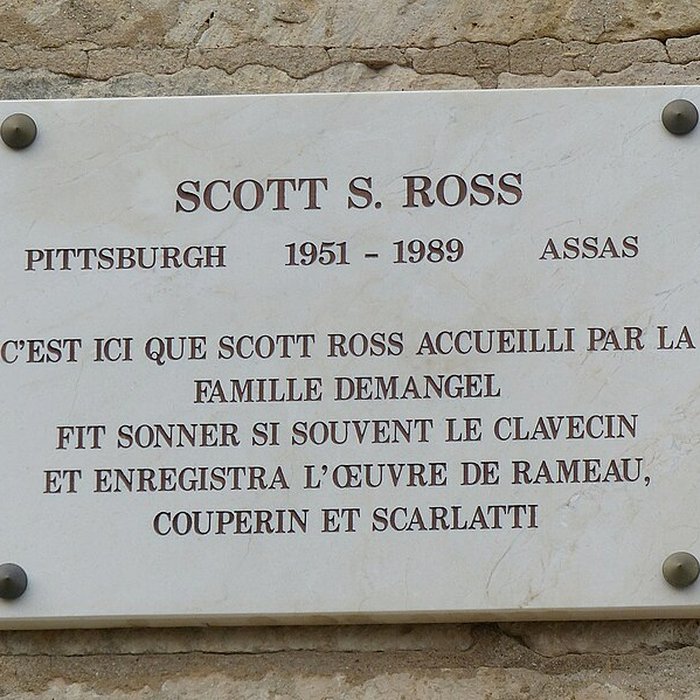 SCOTT S. ROSS
PITTSBURGH 1951 - 1989 ASSAS
C'EST ICI QUE SCOTT ROSS ACCUEILLI PAR LA
FAMILLE DEMANGEL
FIT SONNER SI SOUVENT LE CLAVECIN
ET ENREGISTRA L'ŒUVRE DE RAMEAU,
COUPERIN ET SCARLATTI